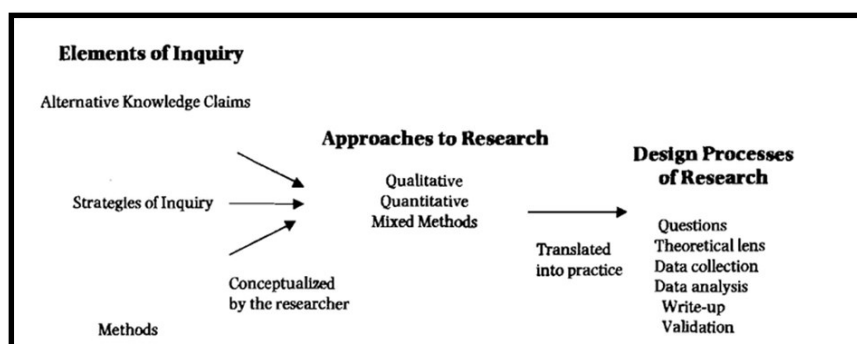 Elements of Inquiry
Alternative Knowledge Claims
Strategies of Inquiry
Methods
Conceptualized
by the researcher
Approaches to Research
Qualitative
Quantitative
Mixed Methods
Translated
into practice
Design Processes
of Research
Questions
Theoretical lens
Data collection
Data analysis
Write-up
Validation